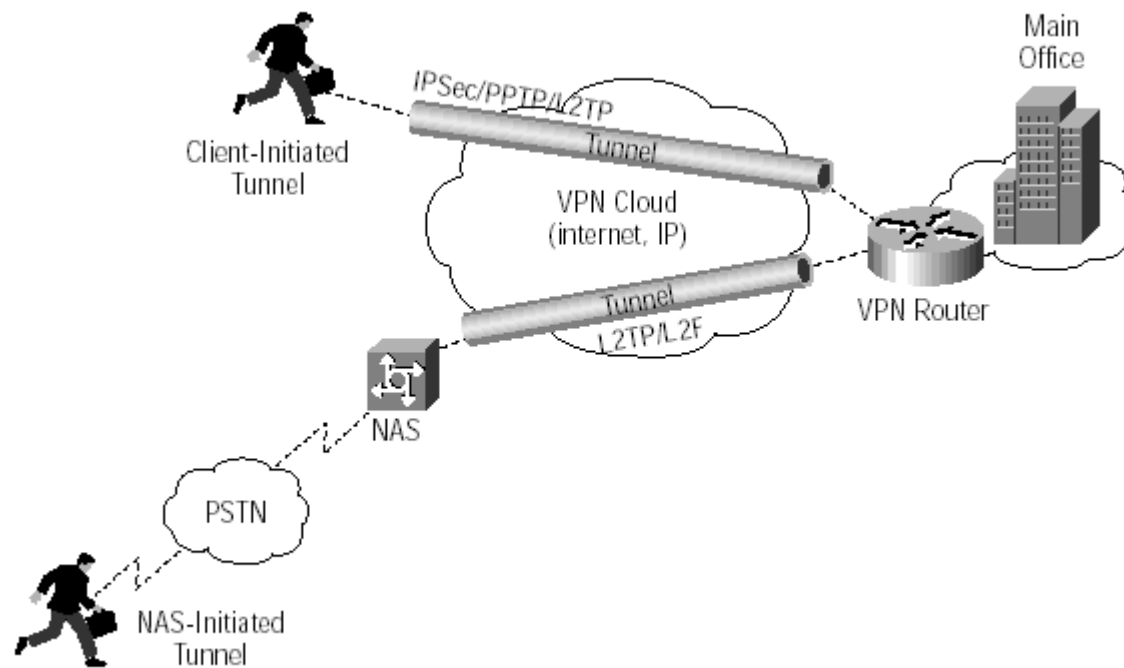 Main
Office
IPSec/PPTP/L2TP
Tunnel
Client-Initiated
Tunnel
VPN Cloud
(internet, IP)
Tunnel
L2TP/L2F
VPN Router
NAS
PSTN
NAS-Initiated
Tunnel